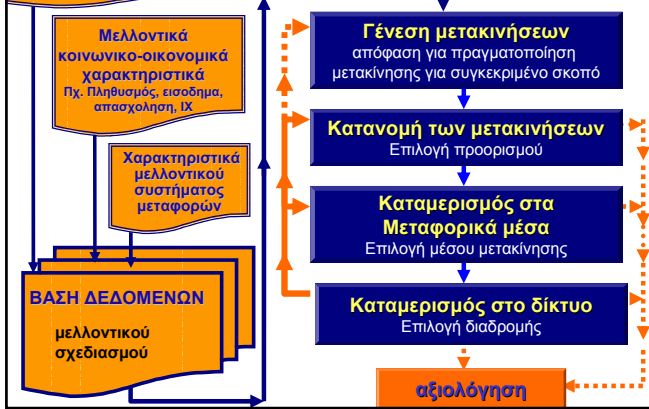 Μελλοντικά
κοινωνικο-οικονομικά
χαρακτηριστικά
Πχ. Πληθυσμός, εισοδημα,
απασχοληση, ΙΧ
Χαρακτηριστικά
μελλοντικού
συστήματος
μεταφορών
ΒΑΣΗ ΔΕΔΟΜΕΝΩΝ
μελλοντικού
σχεδιασμού
Γένεση μετακινήσεων
απόφαση για πραγματοποίηση
μετακίνησης για συγκεκριμένο σκοπό
Κατανομή των μετακινήσεων
Επιλογή προορισμού
Καταμερισμός στα
Μεταφορικά μέσα
Επιλογή μέσου μετακίνησης
Καταμερισμός στο δίκτυο
Επιλογή διαδρομής
αξιολόγηση